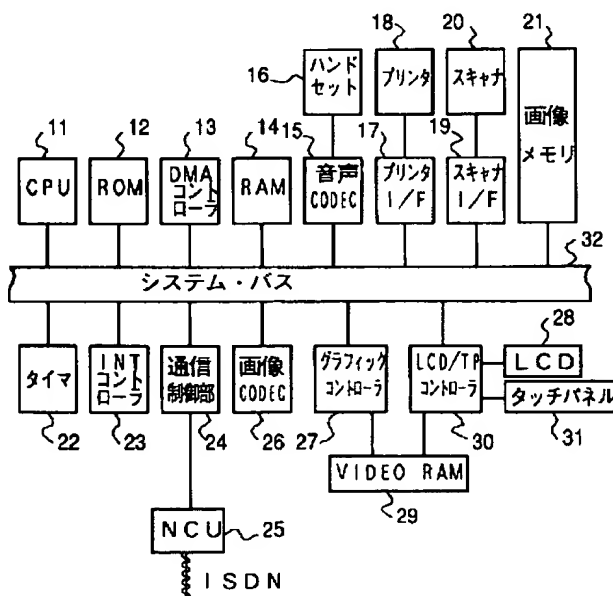 18
20
21
16
ハンド
セット
プリンタ
スキャナ
画像
メモリ
11
12
13
14
15
17
19
CPU
ROM
DMA
コント
ローラ
RAM
音声
CODEC
プリンタ
I/F
スキャナ
I/F
32
システム・バス
タイマ
INT
コント
ローラ
通信
制御部
画像
CODEC
グラフィック
コントローラ
LCD/TP
コントローラ
28
LCD
タッチパネル
22
23
24
26
27
30
31
VIDEO RAM
29
NCU
25
ISDN